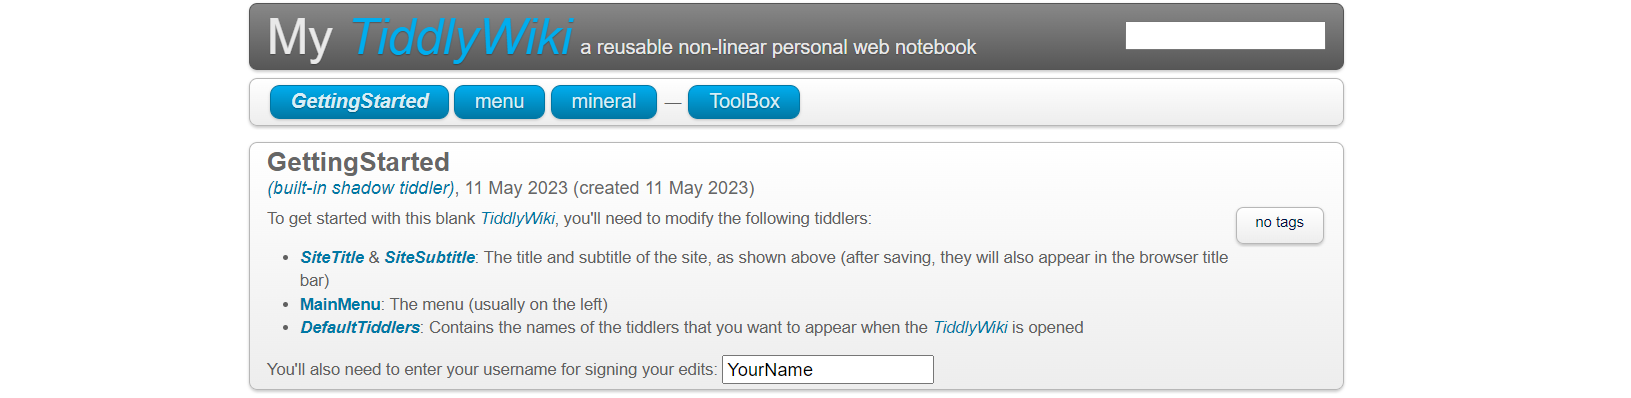 My TiddlyWiki a reusable non-linear personal web notebook
GettingStarted menu mineral — ToolBox
GettingStarted
(built-in shadow tiddler), 11 May 2023 (created 11 May 2023)
To get started with this blank TiddlyWiki, you'll need to modify the following tiddlers:
no tags
• SiteTitle & SiteSubtitle: The title and subtitle of the site, as shown above (after saving, they will also appear in the browser title
bar)
• MainMenu: The menu (usually on the left)
• DefaultTiddlers: Contains the names of the tiddlers that you want to appear when the TiddlyWiki is opened
You'll also need to enter your username for signing your edits: YourName